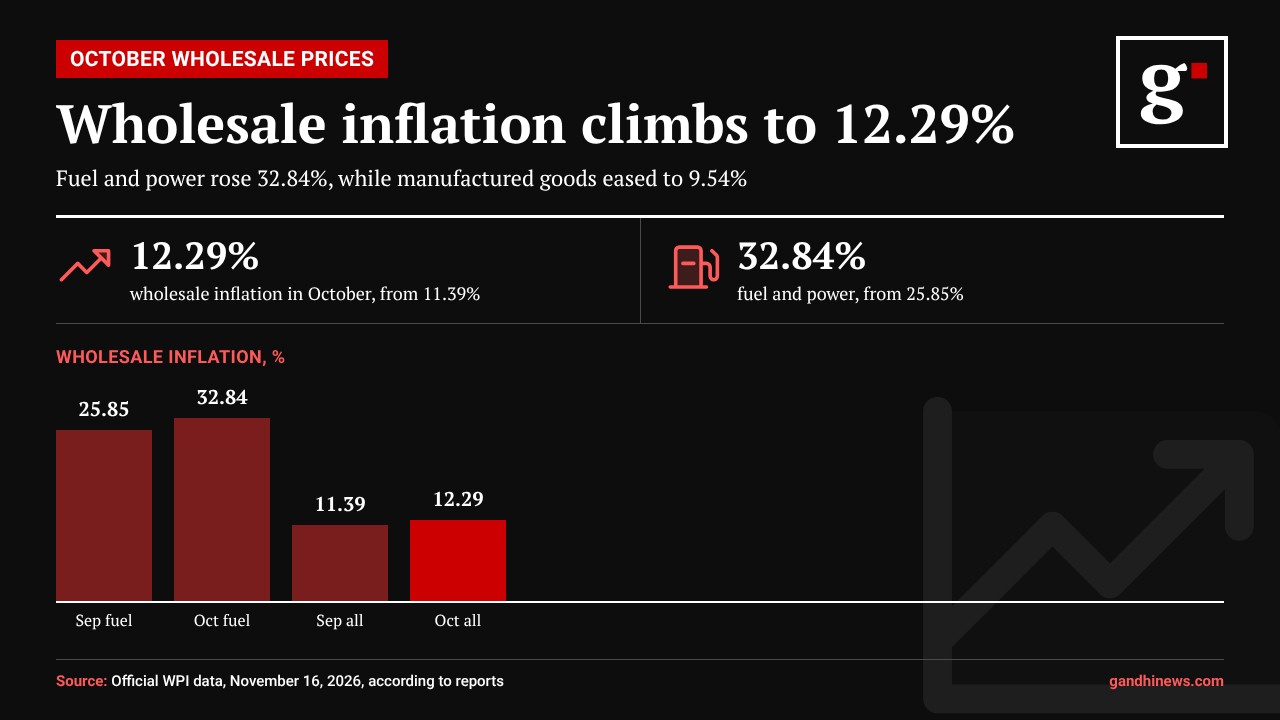 OCTOBER WHOLESALE PRICES
g
Wholesale inflation climbs to 12.29%
Fuel and power rose 32.84%, while manufactured goods eased to 9.54%
12.29%
wholesale inflation in October, from 11.39%
32.84%
fuel and power, from 25.85%
WHOLESALE INFLATION, %
25.85
32.84
11.39
12.29
Sep fuel
Oct fuel
Sep all
Oct all
Source: Official WPI data, November 16, 2026, according to reports
gandhinews.com